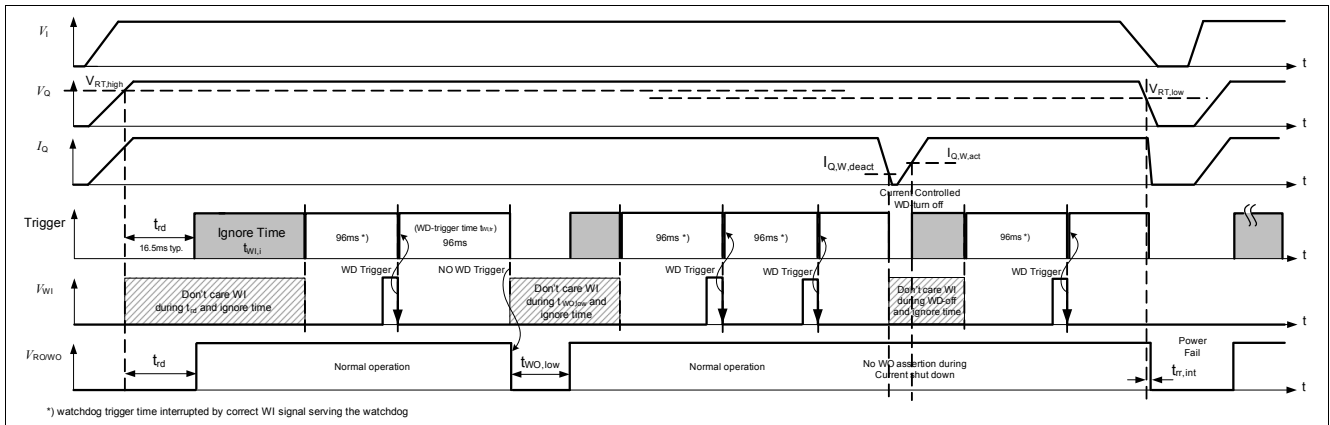 VI
t
VRT,high
VQ
VRT,low
t
IQ
IQ,W,deact
IQ,W,act
t
Current Controlled
WD-turn off
Trigger
trd
16.5ms typ.
Ignore Time
tWI,i
96ms *)
(WD-trigger time tWI,tr)
96ms
96ms *)
96ms *)
96ms *)
t
WD Trigger
NO WD Trigger
WD Trigger
WD Trigger
WD Trigger
VWI
Don't care WI
during trd and ignore time
Don't care WI
during tWO,low and
ignore time
Don't care WI
during WD-off
and ignore time
t
VRO/WO
trd
Normal operation
tWO,low
Normal operation
No WO assertion during
Current shut down
Power
Fail
trr,int
t
*) watchdog trigger time interrupted by correct WI signal serving the watchdog